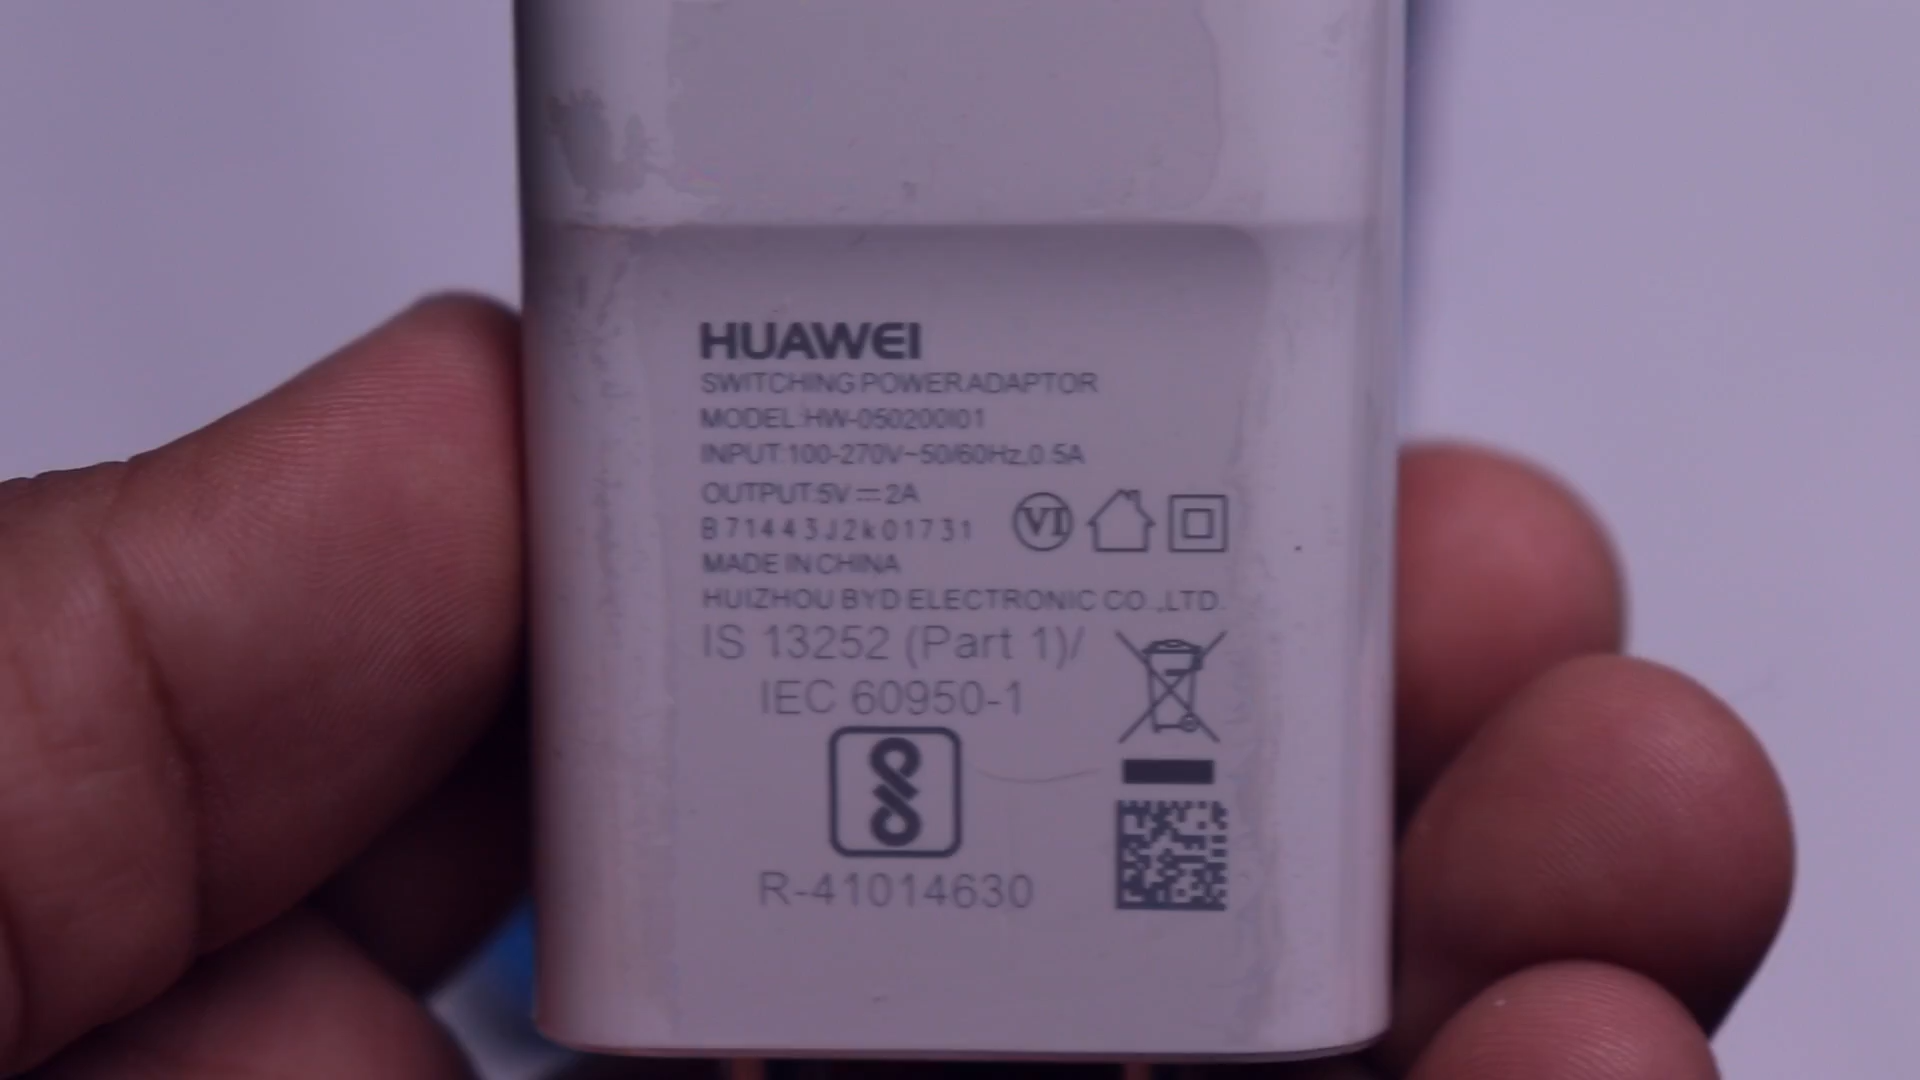 HUAWEI
SWITCHING POWER ADAPTOR
MODEL:HW-050200I01
INPUT:100-270V~50/60Hz,0.5A
OUTPUT:5V⎓2A
B71443J2k01731
VI
MADE IN CHINA
HUIZHOU BYD ELECTRONIC CO.,LTD.
IS 13252 (Part 1)/
IEC 60950-1
R-41014630